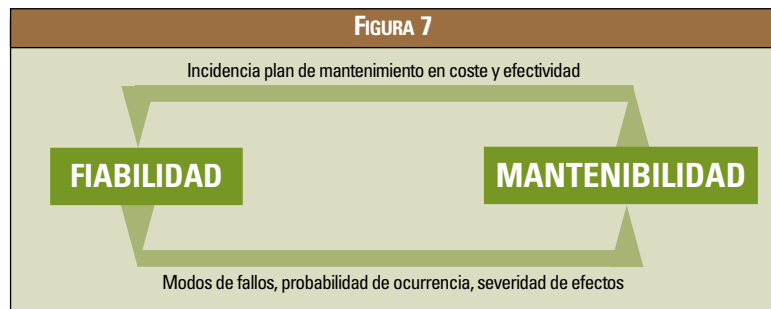 FIGURA 7
Incidencia plan de mantenimiento en coste y efectividad
FIABILIDAD
MANTENIBILIDAD
Modos de fallos, probabilidad de ocurrencia, severidad de efectos